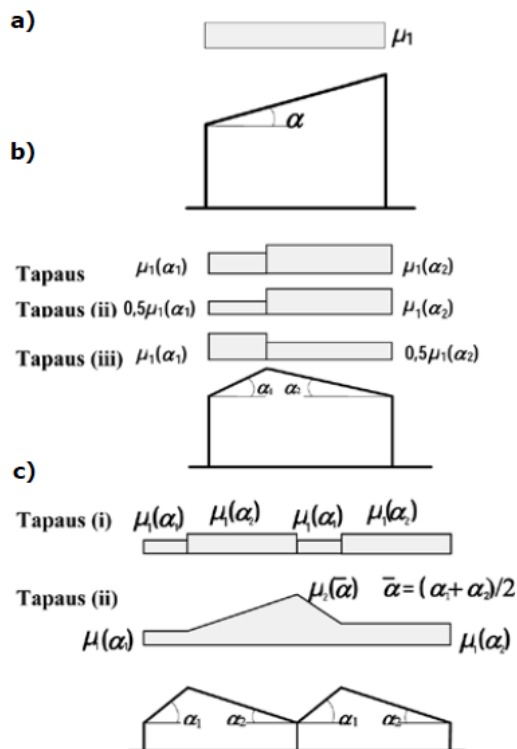 a)
μ₁
α
b)
Tapaus μ₁(α₁) μ₁(α₂)
Tapaus (ii) 0,5μ₁(α₁) μ₁(α₂)
Tapaus (iii) μ₁(α₁) 0,5μ₁(α₂)
α₁ α₂
c)
μ₁(α₁) μ₁(α₂) μ₁(α₁) μ₁(α₂)
Tapaus (i)
Tapaus (ii) μ₂(ᾱ) ᾱ=(α₁+α₂)/2
μ₁(α₁) μ₁(α₂)
α₁ α₂ α₁ α₂